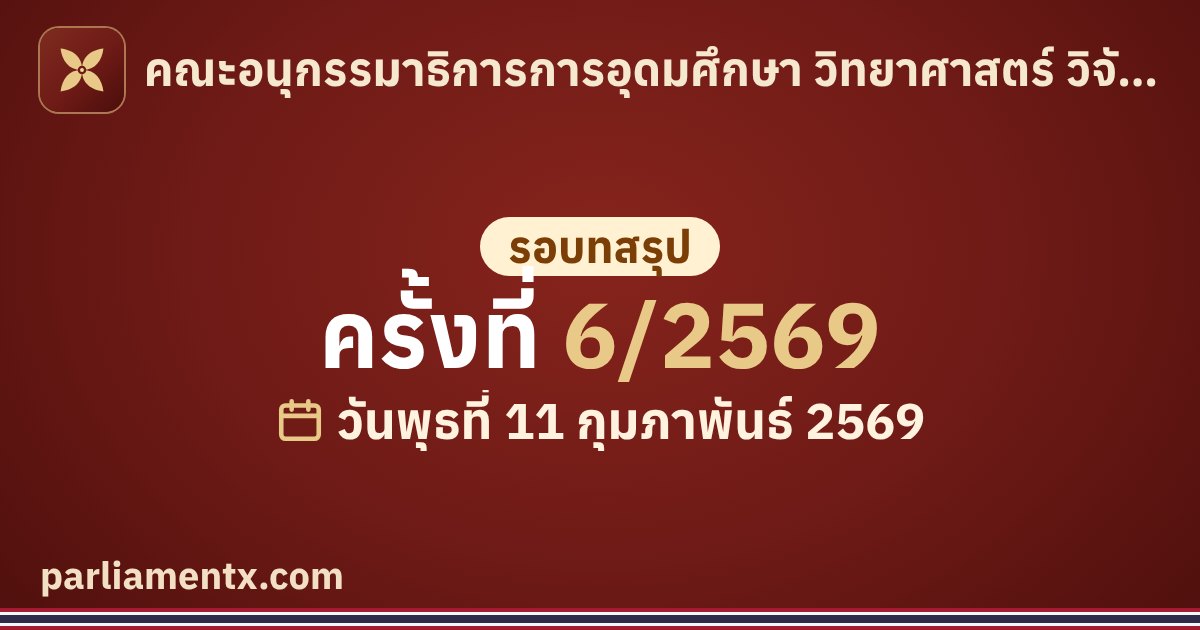 คณะอนุกรรมาธิการการอุดมศึกษา วิทยาศาสตร์ วิจั...
รอบทสรุป
ครั้งที่ 6/2569
วันพุธที่ 11 กุมภาพันธ์ 2569
parliamentx.com